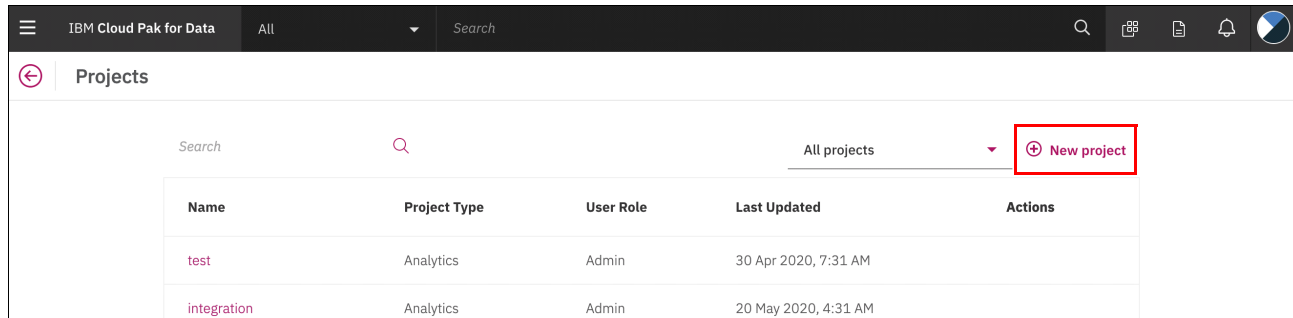 IBM Cloud Pak for Data All Search
Projects
Search All projects New project
Name Project Type User Role Last Updated Actions
test Analytics Admin 30 Apr 2020, 7:31 AM
integration Analytics Admin 20 May 2020, 4:31 AM